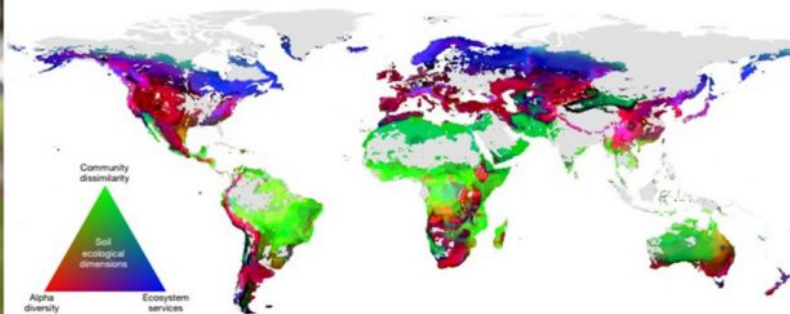 Community
dissimilarity
Soil
ecological
dimensions
Alpha
diversity
Ecosystem
services